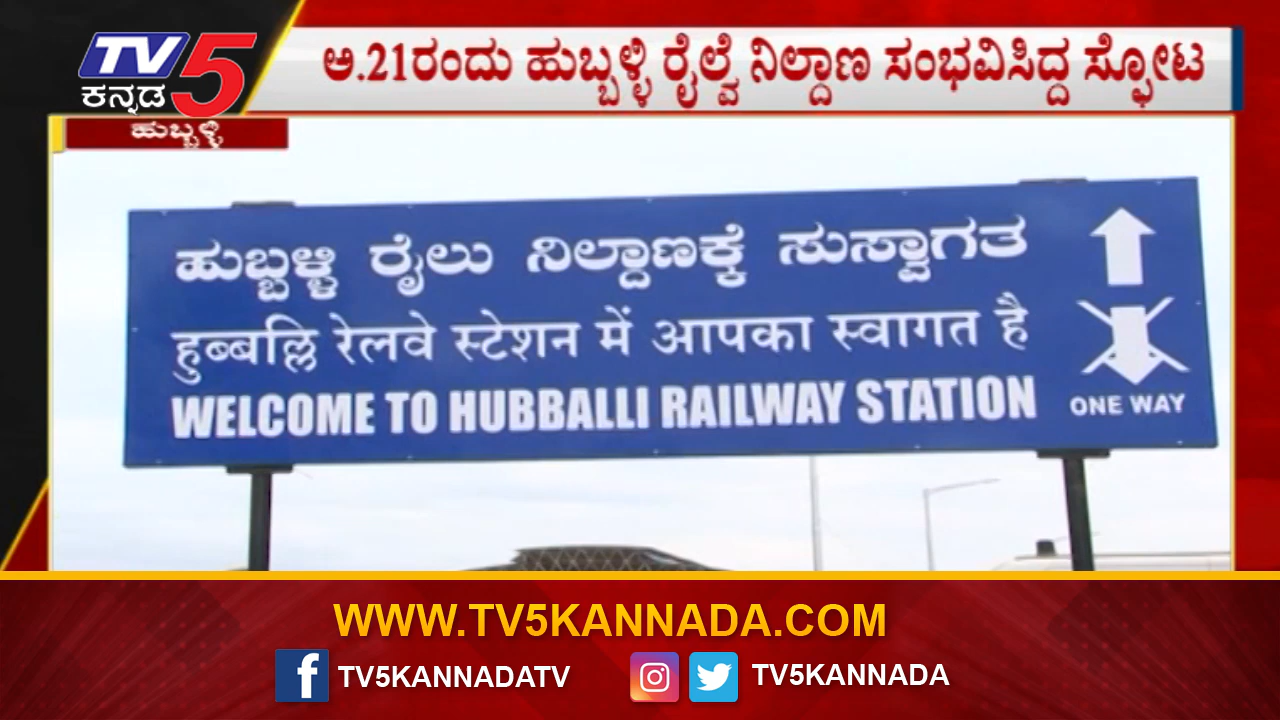 TV5
ಕನ್ನಡ
ಅ.21ರಂದು ಹುಬ್ಬಳ್ಳಿ ರೈಲ್ವೆ ನಿಲ್ದಾಣ ಸಂಭವಿಸಿದ್ದ ಸ್ಫೋಟ
ಹುಬ್ಬಳ್ಳಿ
ಹುಬ್ಬಳ್ಳಿ ರೈಲು ನಿಲ್ದಾಣಕ್ಕೆ ಸುಸ್ವಾಗತ
हुब्बल्लि रेलवे स्टेशन में आपका स्वागत है
WELCOME TO HUBBALLI RAILWAY STATION
ONE WAY
WWW.TV5KANNADA.COM
TV5KANNADATV
TV5KANNADA